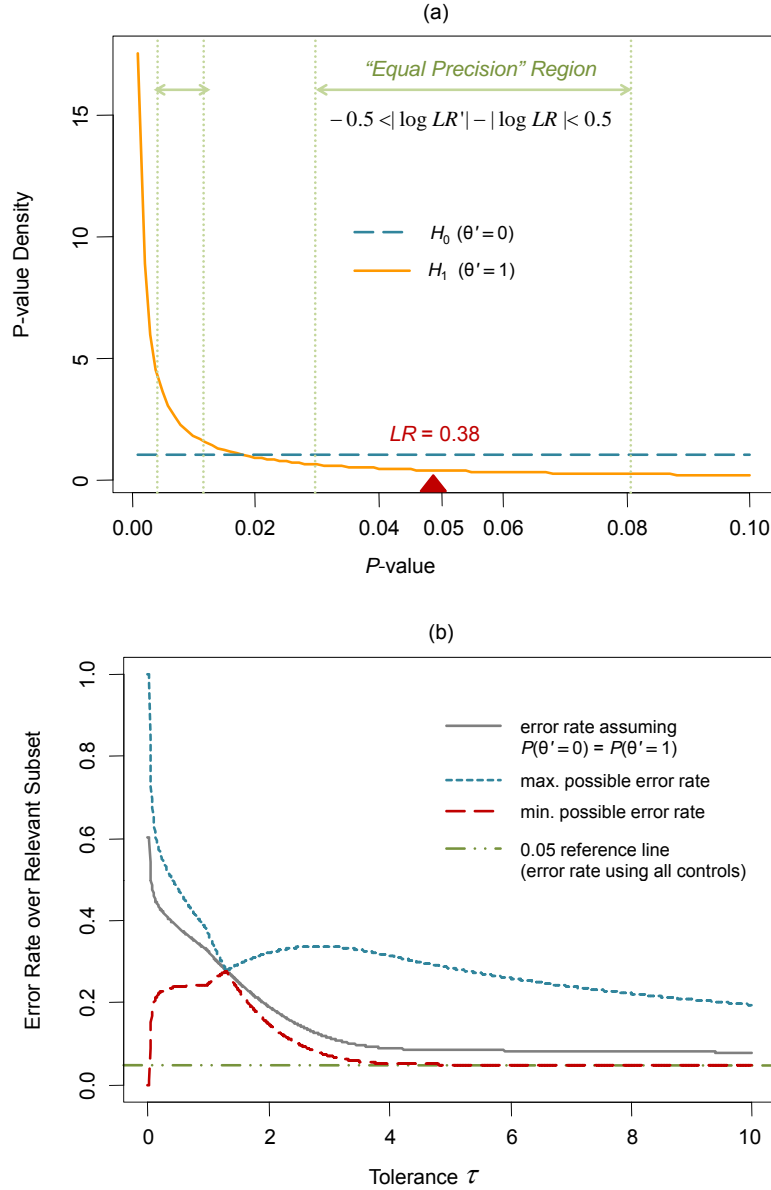 (a)
“Equal Precision” Region
− 0.5 <| log LR'| − | log LR |< 0.5
P-value Density
15
10
5
0
H0 (θ′ = 0)
H1 (θ′ = 1)
LR = 0.38
0.00 0.02 0.04 0.05 0.06 0.08 0.10
P-value
(b)
Error Rate over Relevant Subset
1.0
0.8
0.6
0.4
0.2
0.0
error rate assuming
P(θ′ = 0) = P(θ′ = 1)
max. possible error rate
min. possible error rate
0.05 reference line
(error rate using all controls)
0 2 4 6 8 10
Tolerance τ